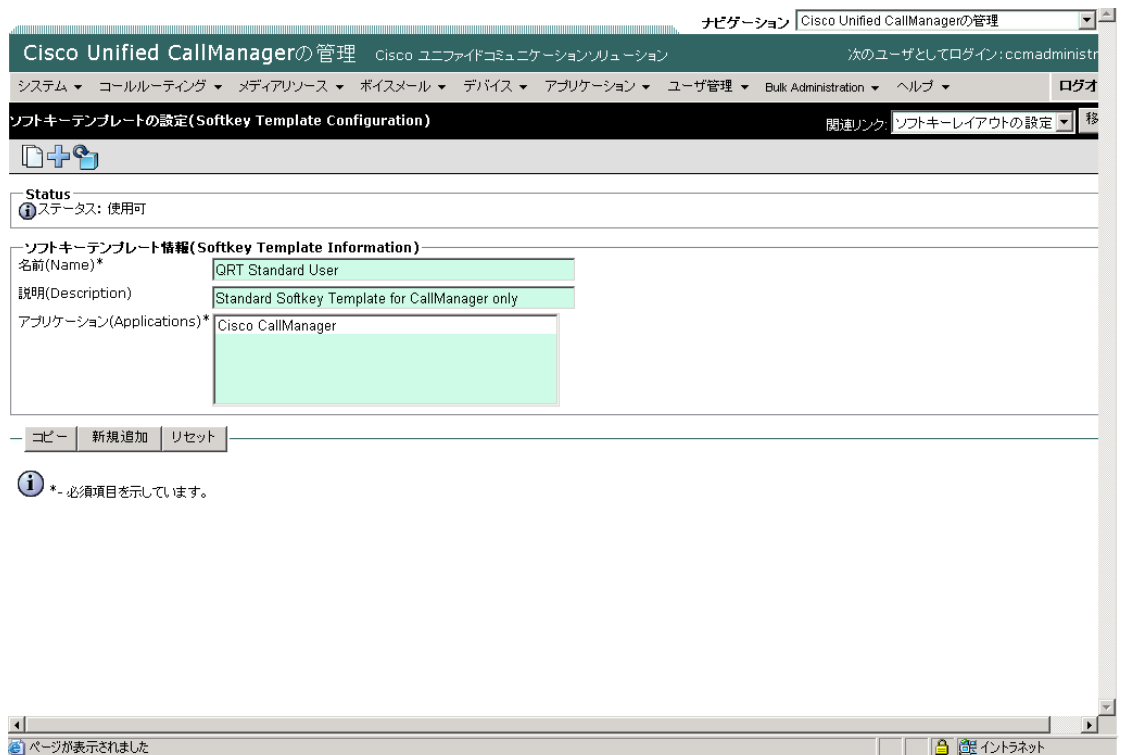 ナビゲーション Cisco Unified CallManagerの管理
Cisco Unified CallManagerの管理 Cisco ユニファイドコミュニケーションソリューション 次のユーザとしてログイン:ccmadministr
システム コールルーティング メディアリソース ボイスメール デバイス アプリケーション ユーザ管理 Bulk Administration ヘルプ ログオ
ソフトキーテンプレートの設定(Softkey Template Configuration) 関連リンク: ソフトキーレイアウトの設定 移
Status
ステータス: 使用可
ソフトキーテンプレート情報(Softkey Template Information)
名前(Name)* QRT Standard User
説明(Description) Standard Softkey Template for CallManager only
アプリケーション(Applications)* Cisco CallManager
コピー 新規追加 リセット
*- 必須項目を示しています。
ページが表示されました イントラネット